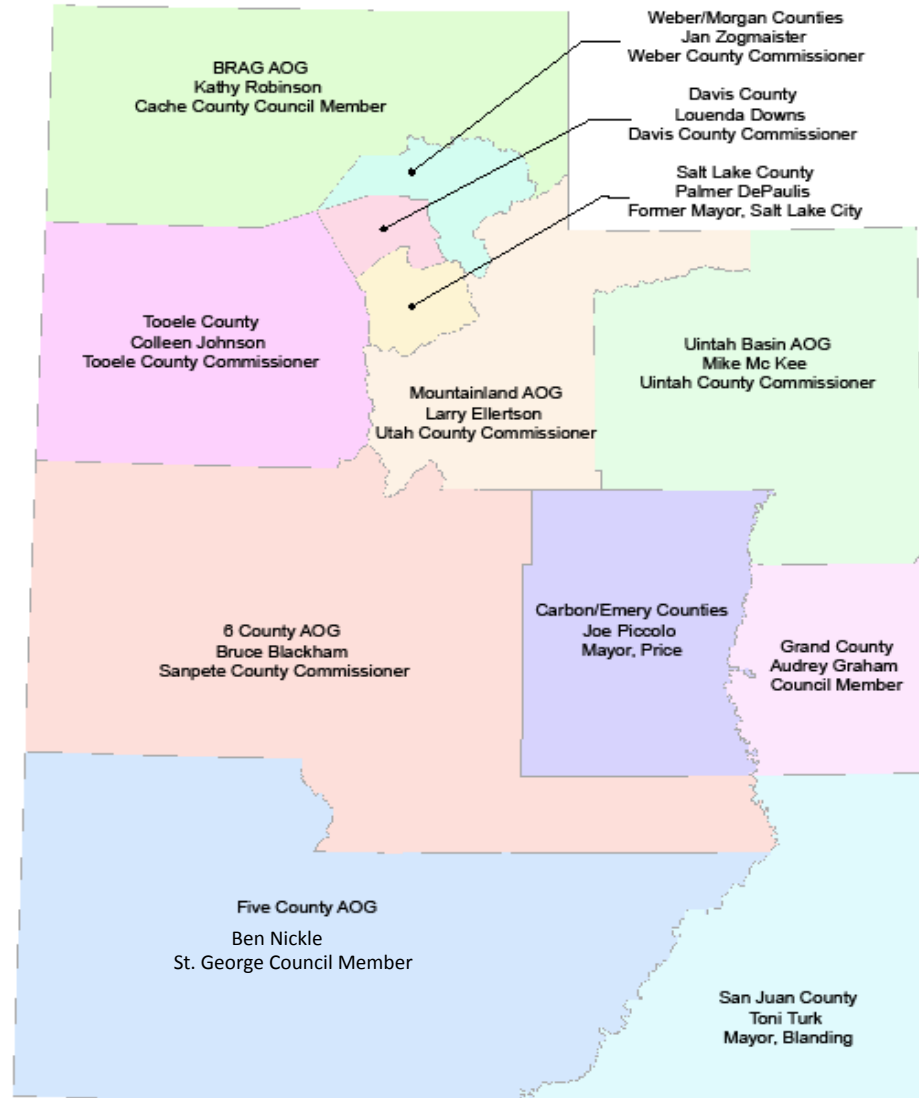 Weber/Morgan Counties
Jan Zogmaister
Weber County Commissioner
BRAG AOG
Kathy Robinson
Cache County Council Member
Davis County
Louenda Downs
Davis County Commissioner
Salt Lake County
Palmer DePaulis
Former Mayor, Salt Lake City
Tooele County
Colleen Johnson
Tooele County Commissioner
Uintah Basin AOG
Mike Mc Kee
Uintah County Commissioner
Mountainland AOG
Larry Ellertson
Utah County Commissioner
6 County AOG
Bruce Blackham
Sanpete County Commissioner
Carbon/Emery Counties
Joe Piccolo
Mayor, Price
Grand County
Audrey Graham
Council Member
Five County AOG
Ben Nickle
St. George Council Member
San Juan County
Toni Turk
Mayor, Blanding